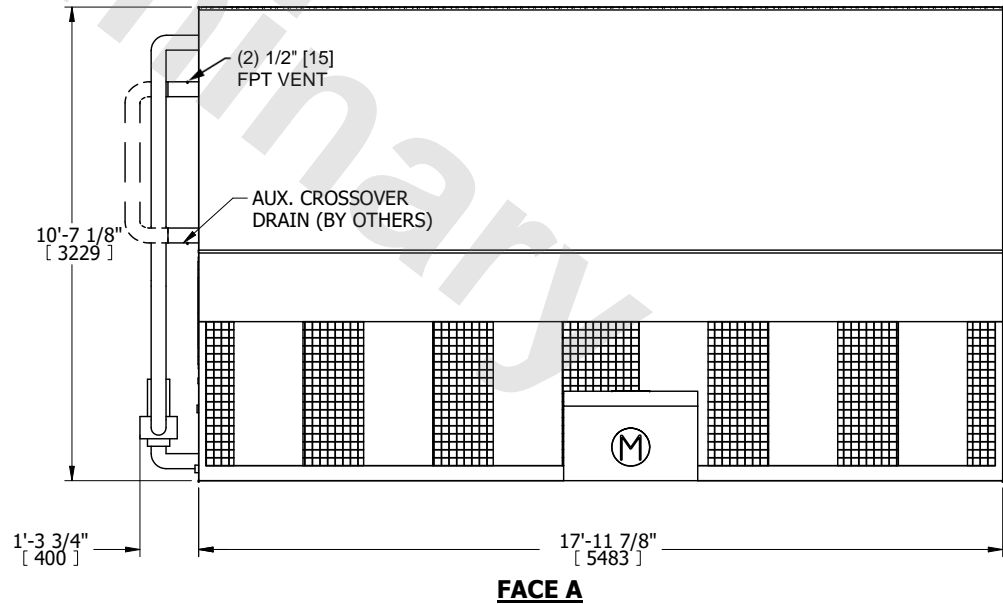 (2) 1/2" [15]
FPT VENT
AUX. CROSSOVER
DRAIN (BY OTHERS)
10'-7 1/8"
[ 3229 ]
M
1'-3 3/4"
[ 400 ]
17'-11 7/8"
[ 5483 ]
FACE A